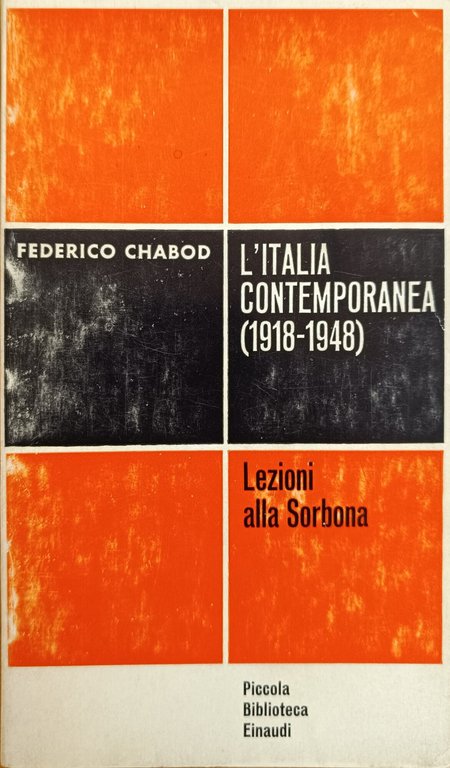 FEDERICO CHABOD
L'ITALIA
CONTEMPORANEA
(1918-1948)
Lezioni
alla Sorbona
Piccola
Biblioteca
Einaudi